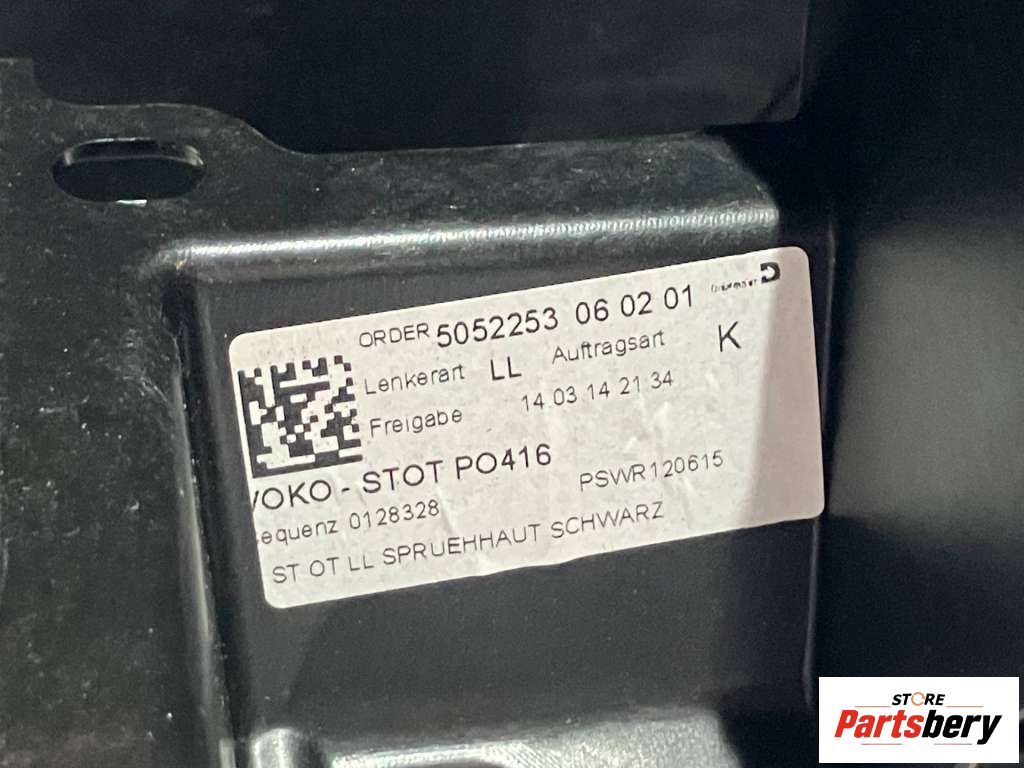 ORDER 5052253 06 02 01
Lenkerart LL Auftragsart K
Freigabe 14.03 14 21:34
VOKO - STOT PO416
equenz 0128328 PSWR120615
ST OT LL SPRUEHHAUT SCHWARZ
STORE
Partsbery